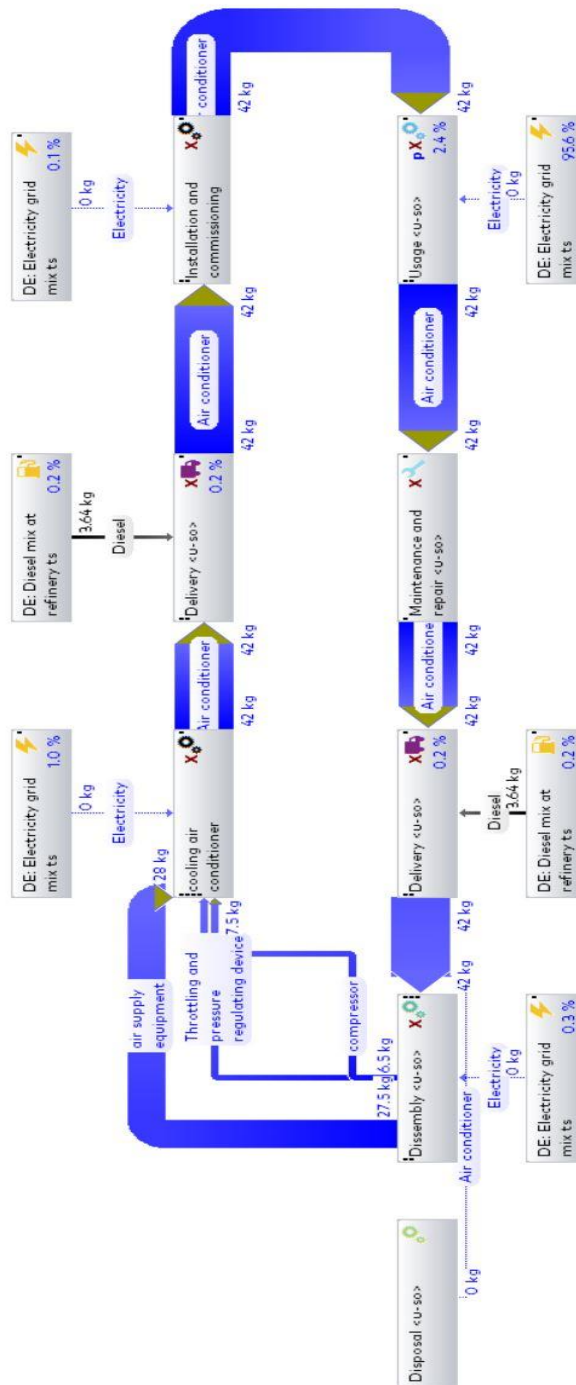 DE: Electricity grid
mix ts
1.0 %
0 kg
Electricity
DE: Diesel mix at
refinery ts
0.2 %
3.64 kg
Diesel
DE: Electricity grid
mix ts
0.1 %
0 kg
Electricity
air supply
equipment
28 kg
Throttling and
pressure
regulating device
7.5 kg
compressor
cooling air
conditioner
X
42 kg
Air conditioner
42 kg
Delivery <u-so>
X
0.2 %
42 kg
Air conditioner
42 kg
Installation and
commissioning
X
42 kg
Air conditioner
conditioner
42 kg
Disposal <u-so>
0 kg
Dissembly <u-so>
X
27.5 kg
6.5 kg
42 kg
42 kg
Air conditioner
Delivery <u-so>
X
0.2 %
42 kg
42 kg
Air conditione
42 kg
Maintenance and
repair <u-so>
X
42 kg
Air conditioner
42 kg
Usage <u-so>
pX
2.4 %
42 kg
Electricity
0 kg
DE: Electricity grid
mix ts
0.3 %
Diesel
3.64 kg
DE: Diesel mix at
refinery ts
0.2 %
Electricity
0 kg
DE: Electricity grid
mix ts
95.6 %